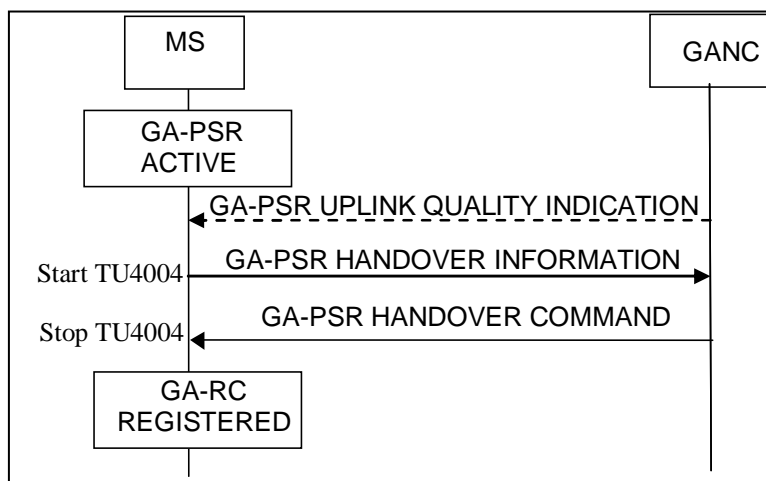 MS
GANC
GA-PSR
ACTIVE
GA-PSR UPLINK QUALITY INDICATION
Start TU4004
GA-PSR HANDOVER INFORMATION
GA-PSR HANDOVER COMMAND
Stop TU4004
GA-RC
REGISTERED